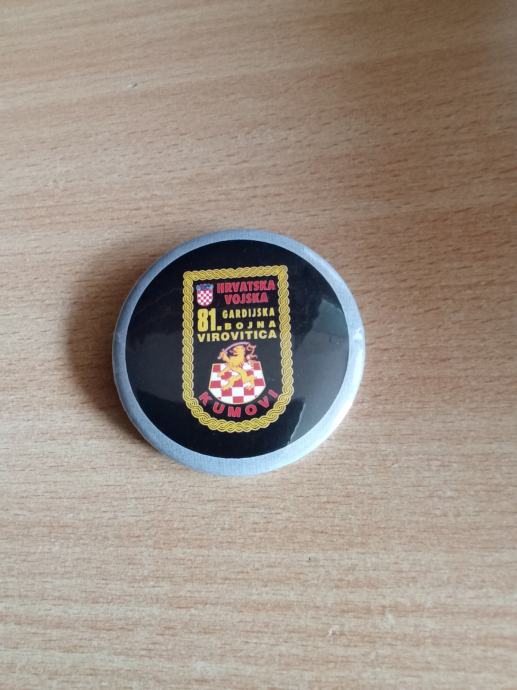 HRVATSKA
VOJSKA
81. GARDIJSKA
BOJNA
VIROVITICA
KUMOVI